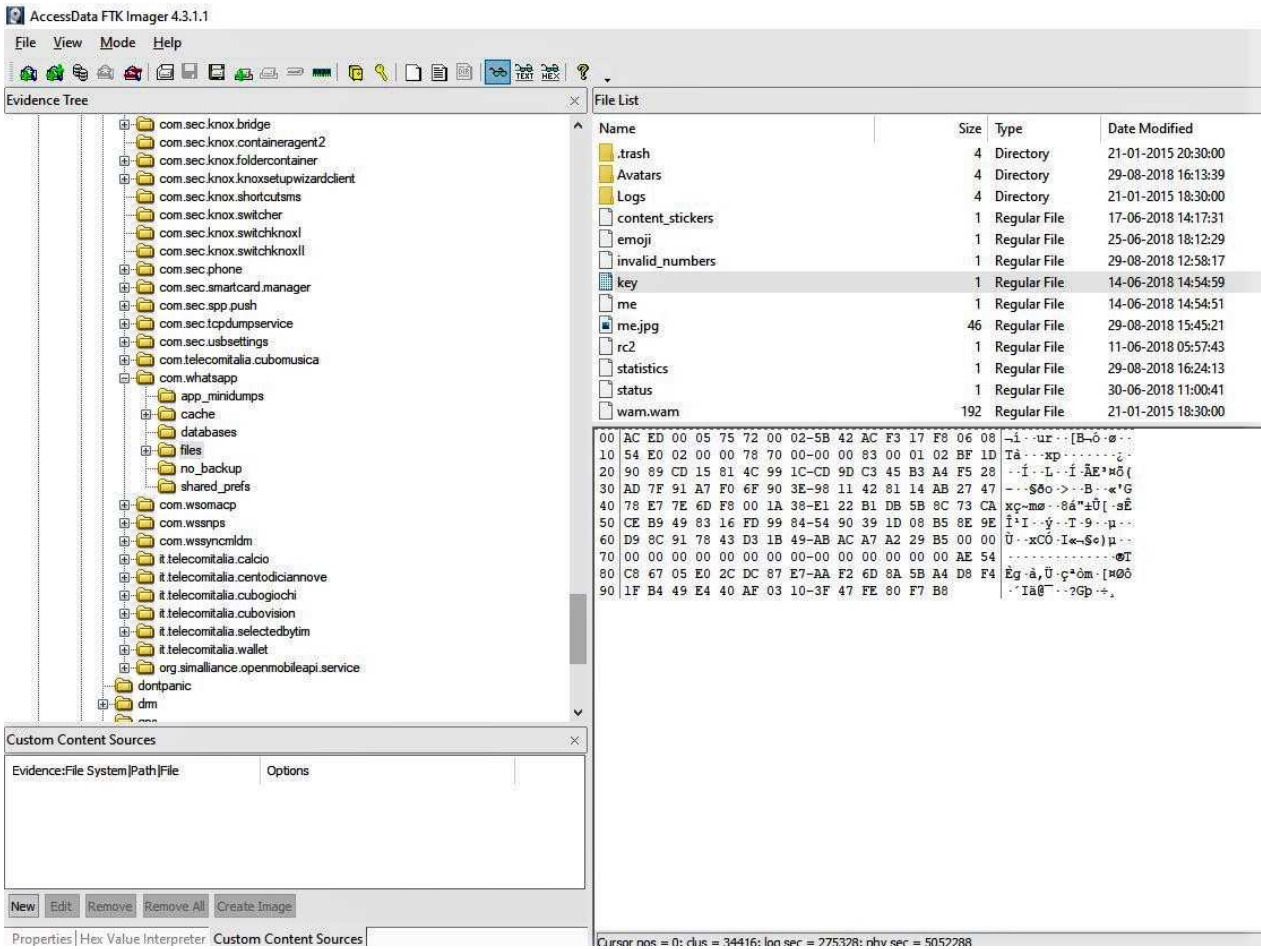 AccessData FTK Imager 4.3.1.1
File View Mode Help
Evidence Tree
com.sec.knox.bridge
com.sec.knox.containeragent2
com.sec.knox.foldercontainer
com.sec.knox.knoxsetupwizardclient
com.sec.knox.shortcutsms
com.sec.knox.switcher
com.sec.knox.switchknoxI
com.sec.knox.switchknoxII
com.sec.phone
com.sec.smartcard.manager
com.sec.spp.push
com.sec.tcpdumpservice
com.sec.usbsettings
com.telecomitalia.cubomusica
com.whatsapp
app_minidumps
cache
databases
files
no_backup
shared_prefs
com.wsomacp
com.wssnps
com.wssyncmldm
it.telecomitalia.calcio
it.telecomitalia.centodiciannove
it.telecomitalia.cubogiochi
it.telecomitalia.cubovision
it.telecomitalia.selectedbytim
it.telecomitalia.wallet
org.simalliance.openmobileapi.service
dontpanic
drm
Custom Content Sources
Evidence:File System|Path|File Options
New Edit Remove Remove All Create Image
Properties Hex Value Interpreter Custom Content Sources
File List
Name Size Type Date Modified
.trash 4 Directory 21-01-2015 20:30:00
Avatars 4 Directory 29-08-2018 16:13:39
Logs 4 Directory 21-01-2015 18:30:00
content_stickers 1 Regular File 17-06-2018 14:17:31
emoji 1 Regular File 25-06-2018 18:12:29
invalid_numbers 1 Regular File 29-08-2018 12:58:17
key 1 Regular File 14-06-2018 14:54:59
me 1 Regular File 14-06-2018 14:54:51
me.jpg 46 Regular File 29-08-2018 15:45:21
rc2 1 Regular File 11-06-2018 05:57:43
statistics 1 Regular File 29-08-2018 16:24:13
status 1 Regular File 30-06-2018 11:00:41
wam.wam 192 Regular File 21-01-2015 18:30:00
00 AC ED 00 05 75 72 00 02-5B 42 AC F3 17 F8 06 08 ¬í··ur··[B¬ó·ø··
10 54 E0 02 00 00 78 70 00-00 00 83 00 01 02 BF 1D Tà···xp·······¿·
20 90 89 CD 15 81 4C 99 1C-CD 9D C3 45 B3 A4 F5 28 ··Í··L··Í·ÃE³¤õ(
30 AD 7F 91 A7 F0 6F 90 3E-98 11 42 81 14 AB 27 47 -··§ðo·>··B··«'G
40 78 E7 7E 6D F8 00 1A 38-E1 22 B1 DB 5B 8C 73 CA xç~mø··8á"±Û[·sÊ
50 CE B9 49 83 16 FD 99 84-54 90 39 1D 08 B5 8E 9E Î¹I··ý··T·9··µ··
60 D9 8C 91 78 43 D3 1B 49-AB AC A7 A2 29 B5 00 00 Ù··xCÓ·I«¬§¢)µ··
70 00 00 00 00 00 00 00 00-00 00 00 00 00 00 AE 54 ··············®T
80 C8 67 05 E0 2C DC 87 E7-AA F2 6D 8A 5B A4 D8 F4 Èg·à,Ü·çªòm·[¤Øô
90 1F B4 49 E4 40 AF 03 10-3F 47 FE 80 F7 B8 ·´Iä@¯··?Gþ·÷¸
Cursor pos = 0; clus = 34416; log sec = 275328; phy sec = 5052288